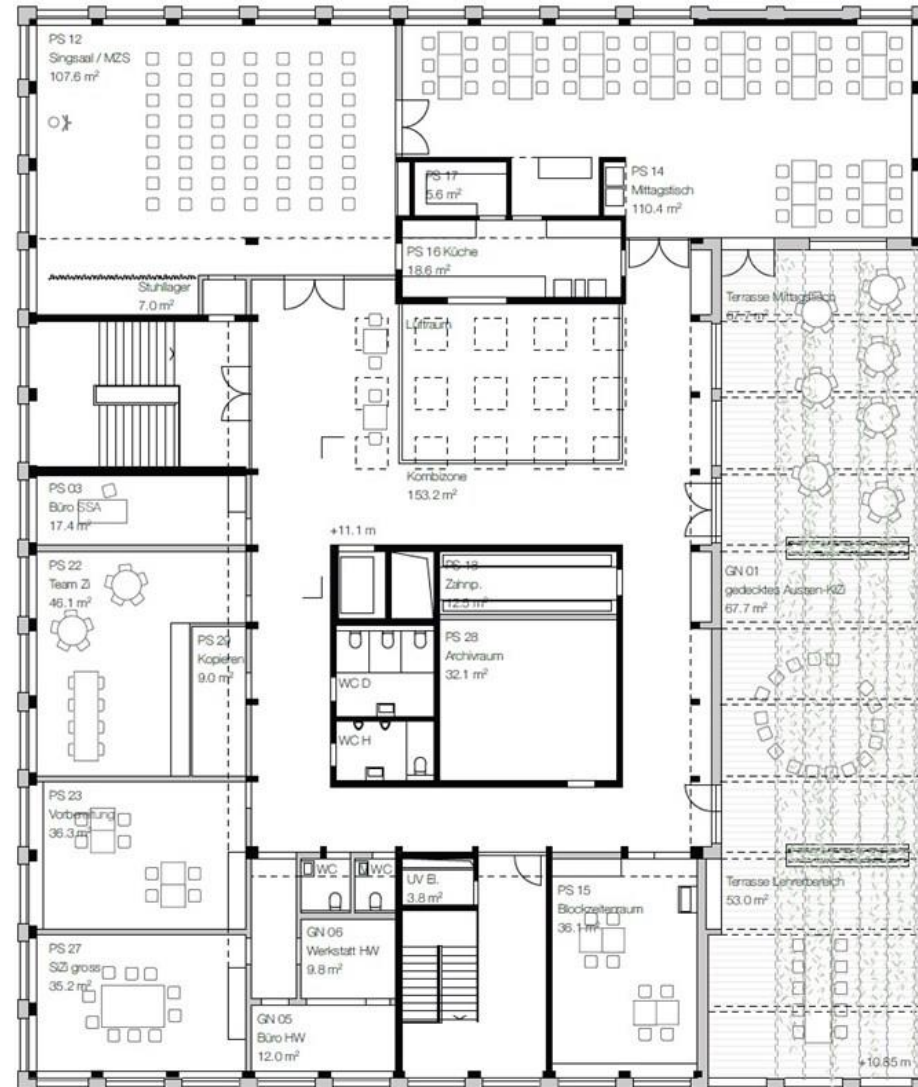 PS 12
Singsaal / MZS
107.6 m²
PS 17
5.6 m²
PS 14
Mittagstisch
110.4 m²
PS 16 Küche
18.6 m²
Stuhllager
7.0 m²
Luftraum
Terrasse Mittagstisch
67.7 m²
Kombizone
153.2 m²
PS 03
Büro SSA
17.4 m²
+11.1 m
PS 22
Team Zi
46.1 m²
PS 18
Zahnp.
12.5 m²
GN 01
gedecktes Aussen-KlZi
67.7 m²
PS 29
Kopieren
9.0 m²
PS 28
Archivraum
32.1 m²
WC D
WC H
PS 23
Vorbereitung
36.3 m²
WC
WC
UV El.
3.8 m²
PS 15
Blockzeitenraum
36.1 m²
Terrasse Lehrerbereich
53.0 m²
GN 06
Werkstatt HW
9.8 m²
PS 27
SiZi gross
35.2 m²
GN 05
Büro HW
12.0 m²
+10.85 m